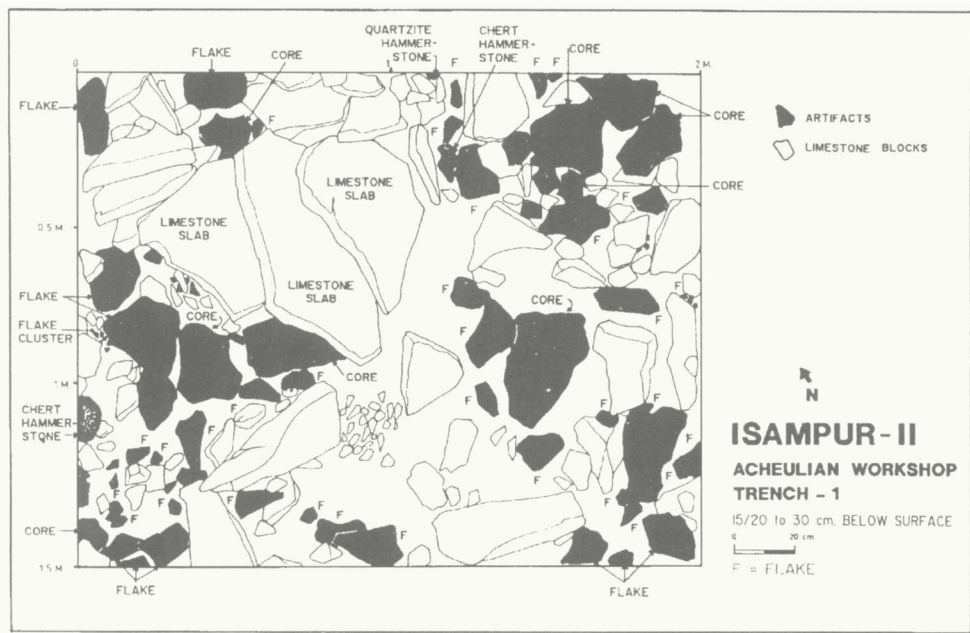 QUARTZITE
HAMMER-
STONE
CHERT
HAMMER-
STONE
CORE
FLAKE
CORE
F
F F
0
1
2 M.
FLAKE
F
F
CORE
ARTIFACTS
LIMESTONE BLOCKS
CORE
LIMESTONE
SLAB
F
F
LIMESTONE
SLAB
0.5 M
F
F
LIMESTONE
SLAB
F
CORE
F
FLAKE
CORE
FLAKE
CLUSTER
F
F
CORE
F
1 M
F
F
F
CHERT
HAMMER-
STONE
F
F
F
F
F
F
F
F
F
F
F
CORE
1.5 M
FLAKE
FLAKE
N
ISAMPUR-II
ACHEULIAN WORKSHOP
TRENCH - 1
15/20 to 30 cm. BELOW SURFACE
0 20 cm
F = FLAKE